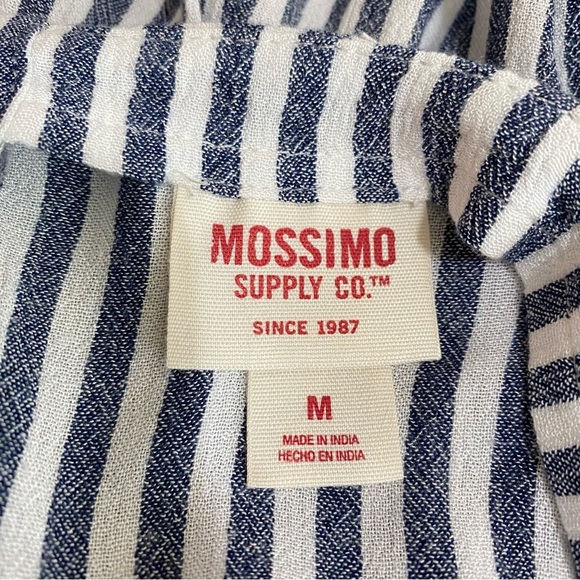 MOSSIMO
SUPPLY CO.™
SINCE 1987
M
MADE IN INDIA
HECHO EN INDIA